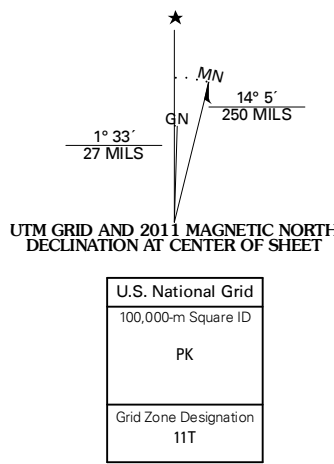 ★
MN
GN
14° 5´
250 MILS
1° 33´
27 MILS
UTM GRID AND 2011 MAGNETIC NORTH
DECLINATION AT CENTER OF SHEET
U.S. National Grid
100,000-m Square ID
PK
Grid Zone Designation
11T